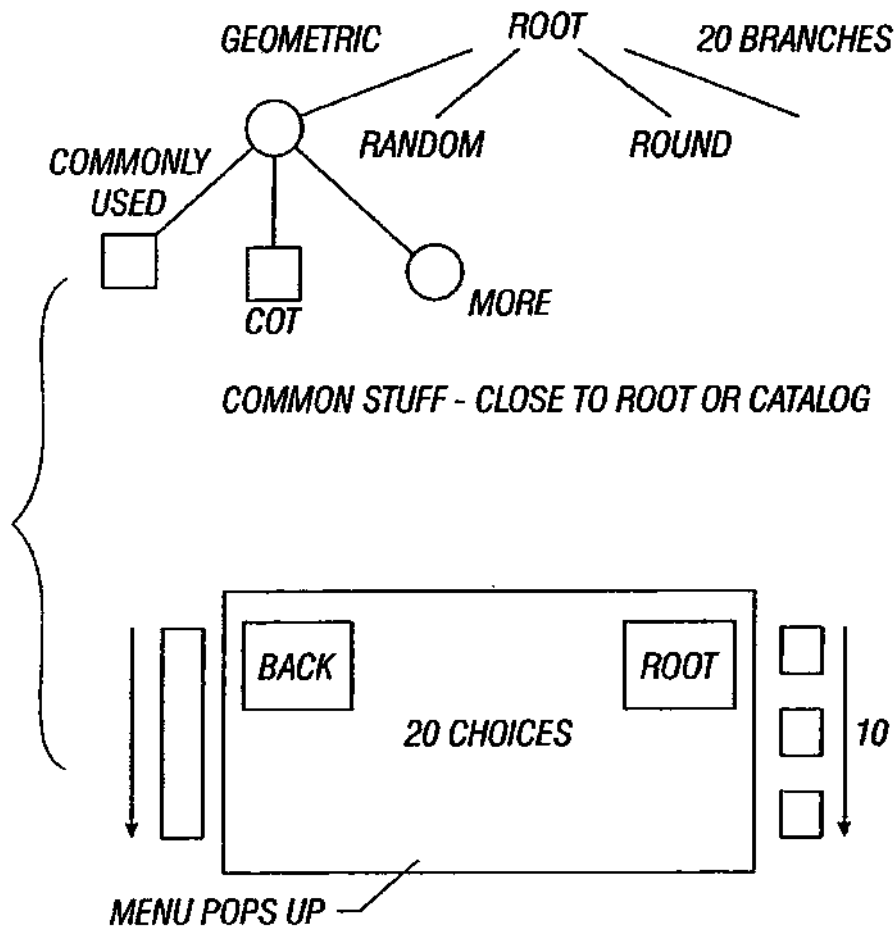 GEOMETRIC ROOT 20 BRANCHES
COMMONLY
USED
RANDOM ROUND
COT
MORE
COMMON STUFF - CLOSE TO ROOT OR CATALOG
BACK ROOT
20 CHOICES
10
MENU POPS UP